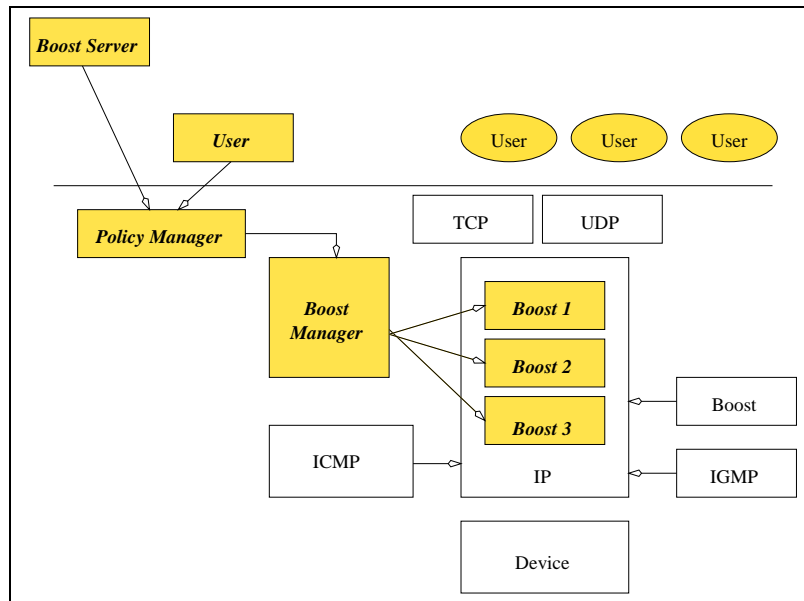 Boost Server
User
User
User
User
Policy Manager
TCP
UDP
Boost
Manager
Boost 1
Boost 2
Boost 3
Boost
ICMP
IP
IGMP
Device